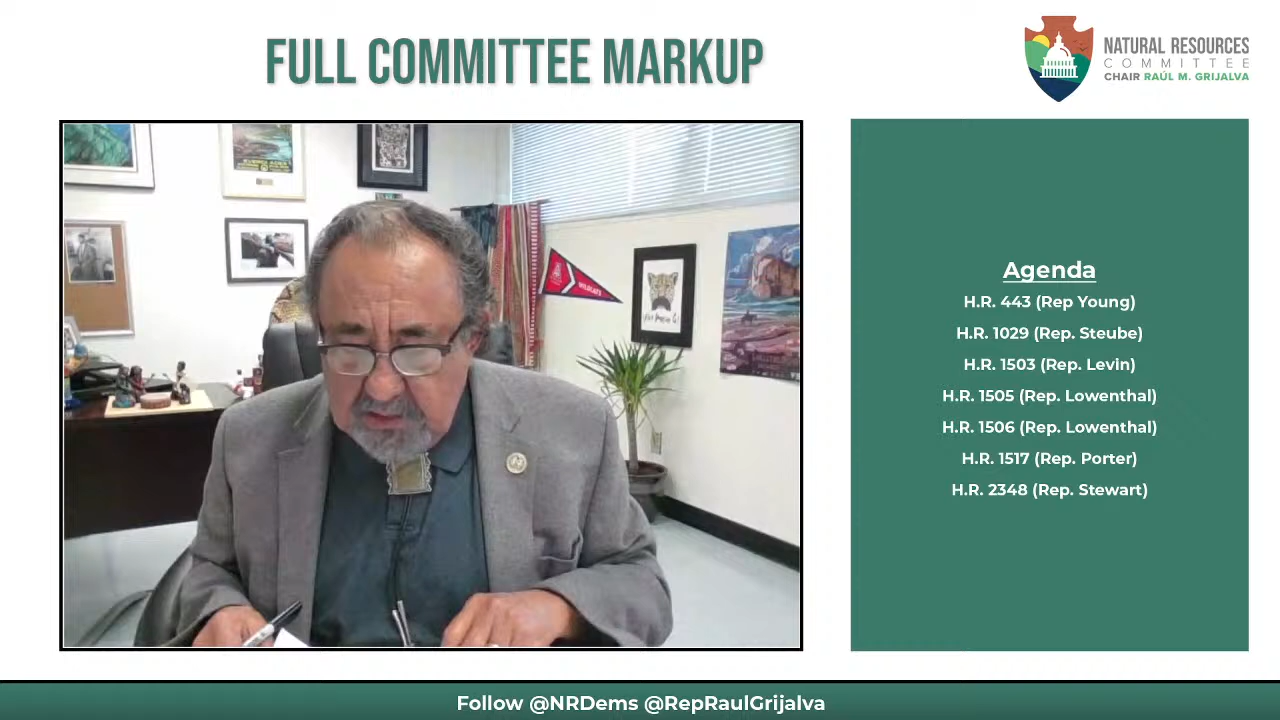 FULL COMMITTEE MARKUP
NATURAL RESOURCES
COMMITTEE
CHAIR RAÚL M. GRIJALVA
WILDCATS
Agenda
H.R. 443 (Rep Young)
H.R. 1029 (Rep. Steube)
H.R. 1503 (Rep. Levin)
H.R. 1505 (Rep. Lowenthal)
H.R. 1506 (Rep. Lowenthal)
H.R. 1517 (Rep. Porter)
H.R. 2348 (Rep. Stewart)
Follow @NRDems @RepRaulGrijalva